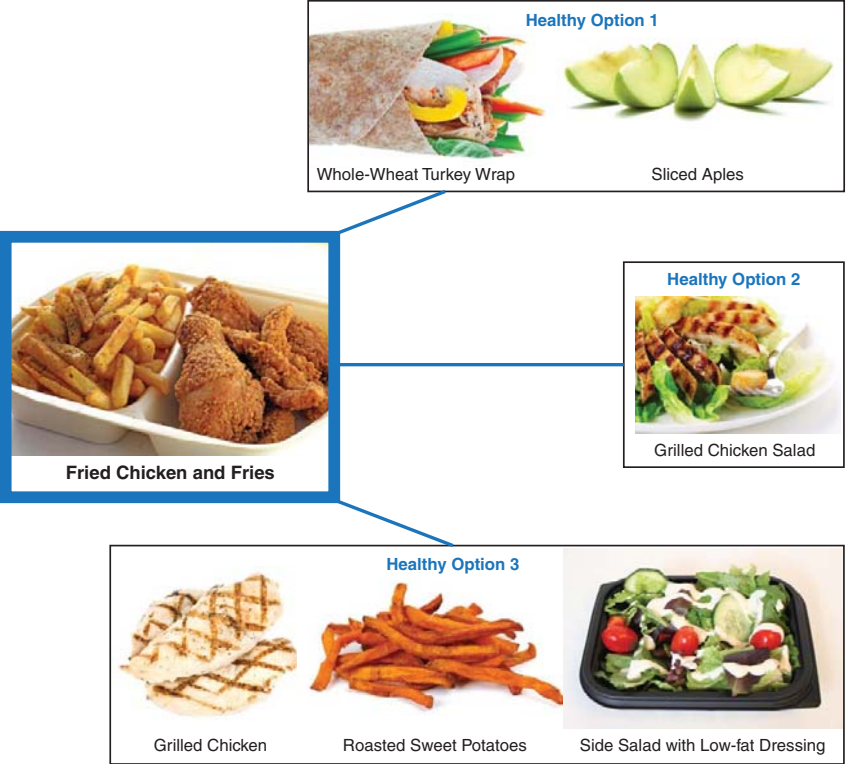 Healthy Option 1
Whole-Wheat Turkey Wrap
Sliced Aples
Healthy Option 2
Grilled Chicken Salad
Fried Chicken and Fries
Healthy Option 3
Grilled Chicken
Roasted Sweet Potatoes
Side Salad with Low-fat Dressing